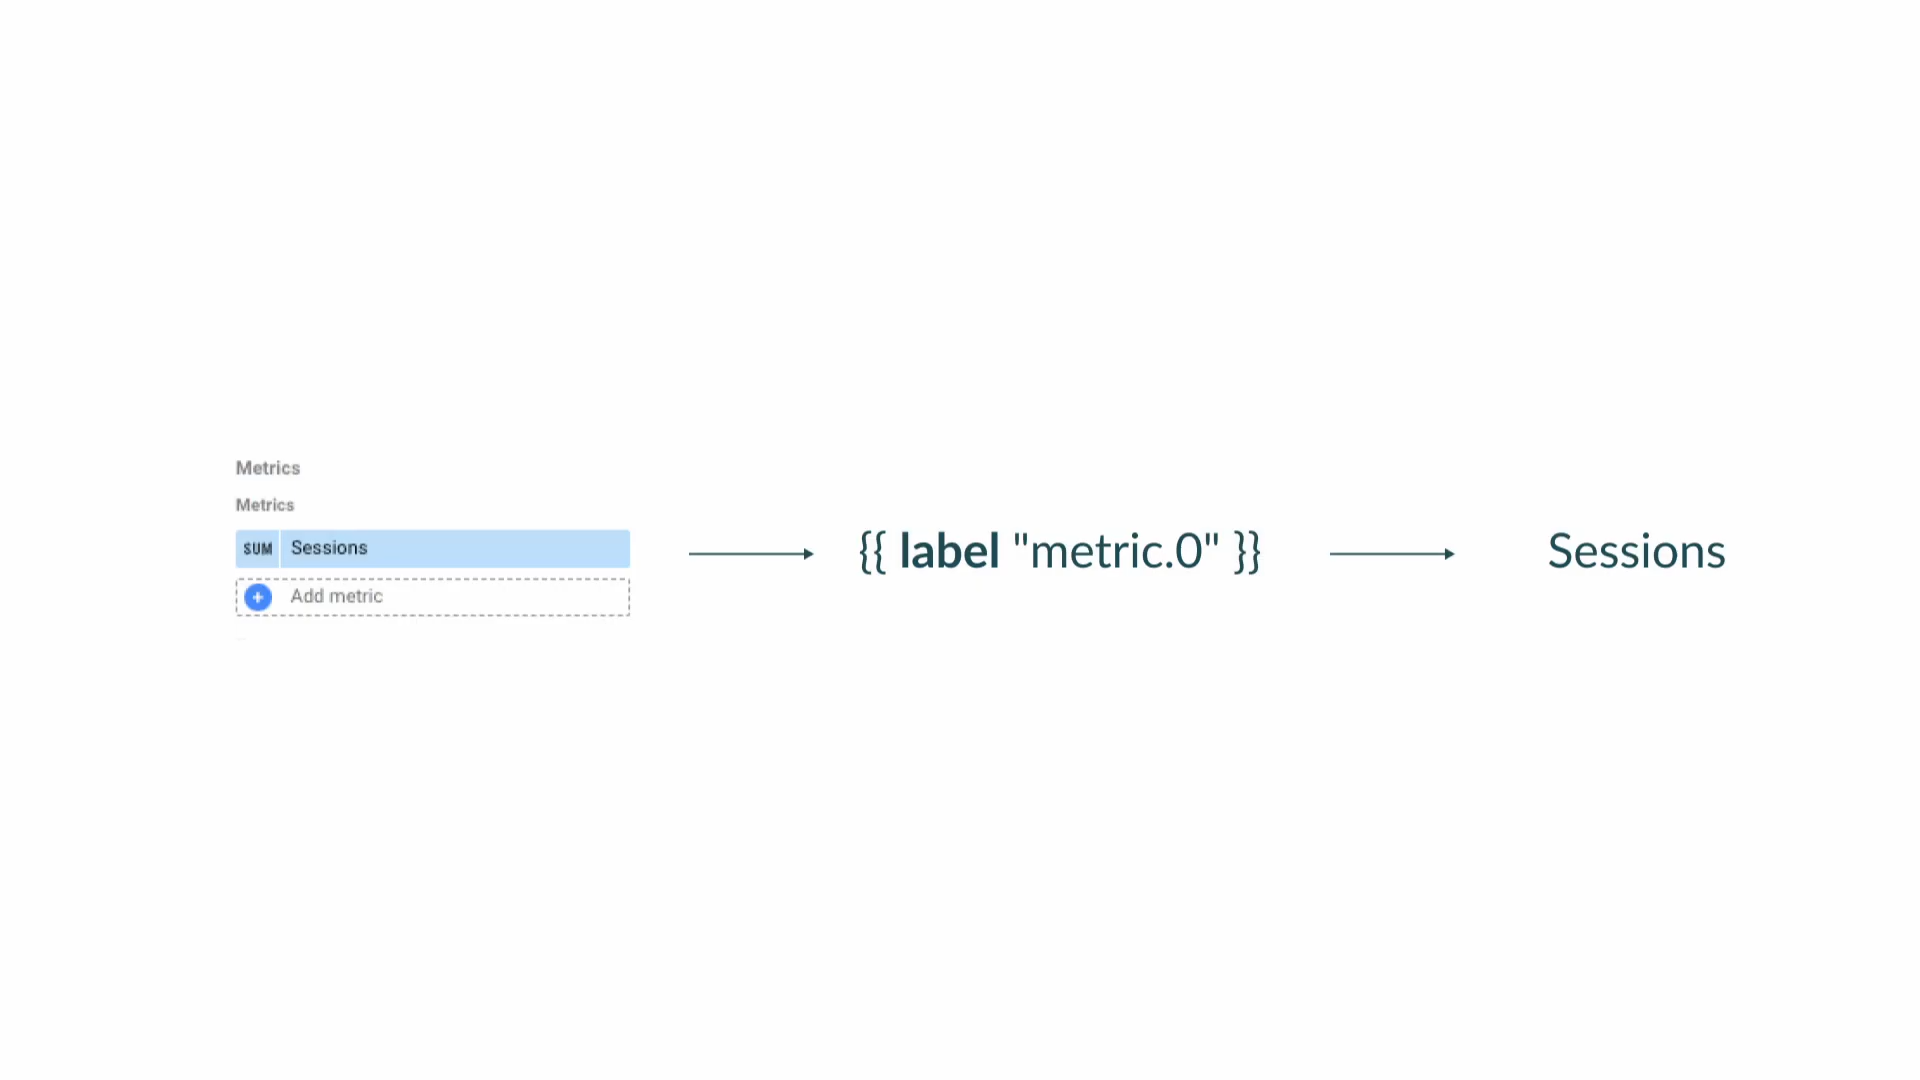 Metrics
Metrics
SUM Sessions
Add metric
{{ label "metric.0" }}
Sessions